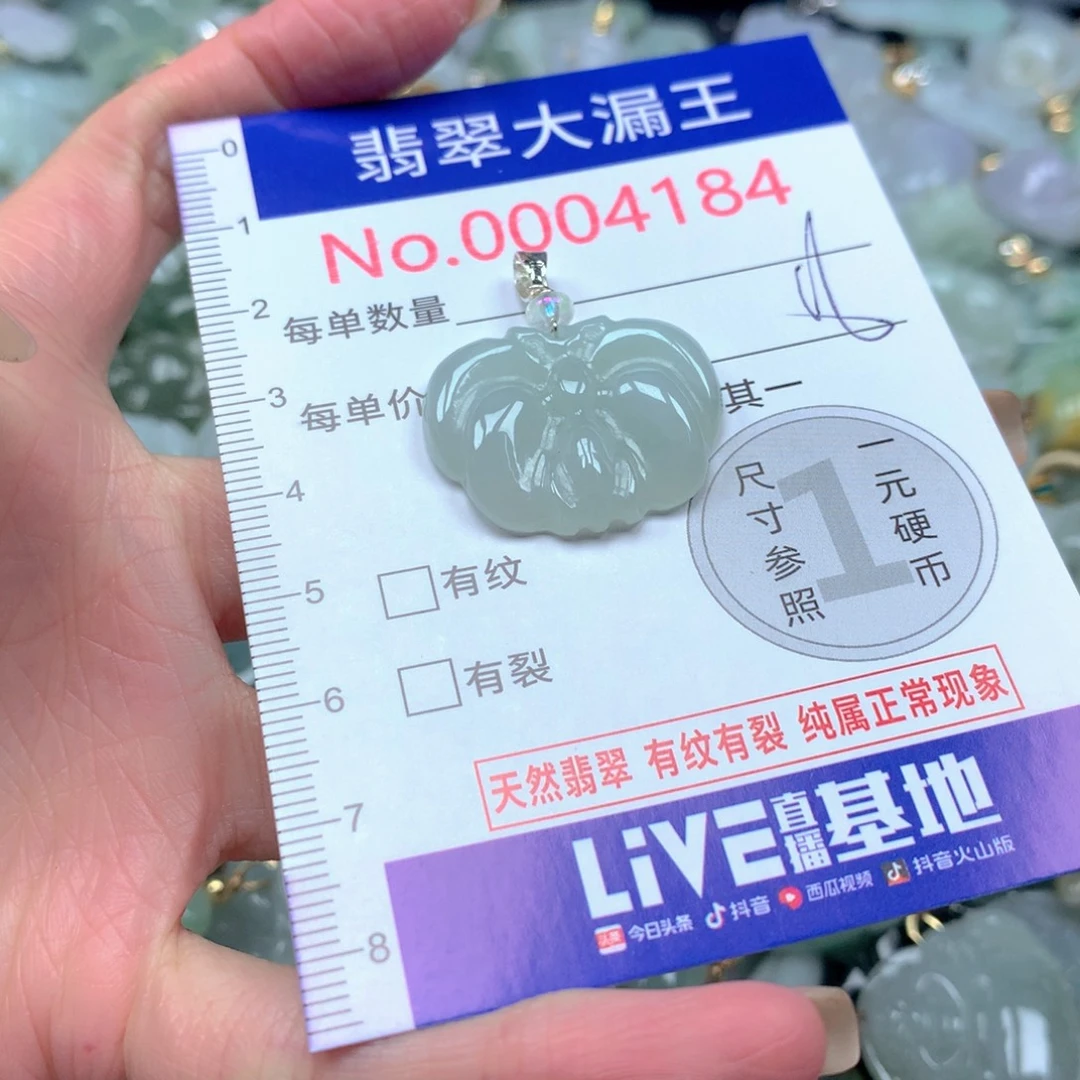 翡翠大漏王
No.0004184
0
1
2
3
4
5
6
7
8
每单数量
每单价
其一
一元硬币
尺寸参照
1
有纹
有裂
天然翡翠 有纹有裂 纯属正常现象
LiVE直播基地
头条 今日头条 抖音 西瓜视频 抖音火山版